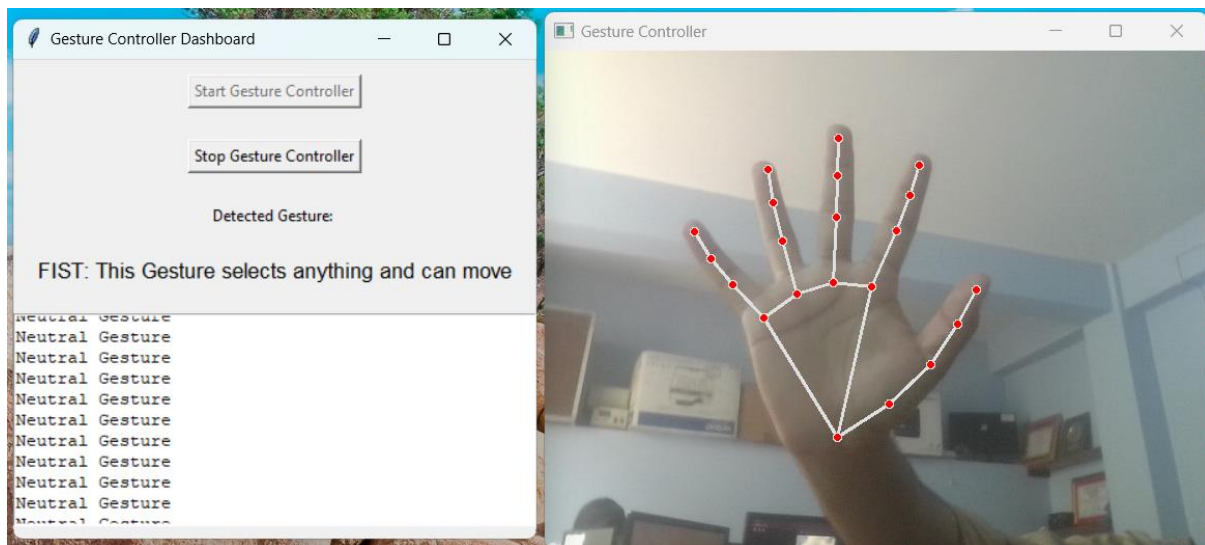 Gesture Controller Dashboard
Start Gesture Controller
Stop Gesture Controller
Detected Gesture:
FIST: This Gesture selects anything and can move
Neutral Gesture
Neutral Gesture
Neutral Gesture
Neutral Gesture
Neutral Gesture
Neutral Gesture
Neutral Gesture
Neutral Gesture
Neutral Gesture
Neutral Gesture
Neutral Gesture
Gesture Controller